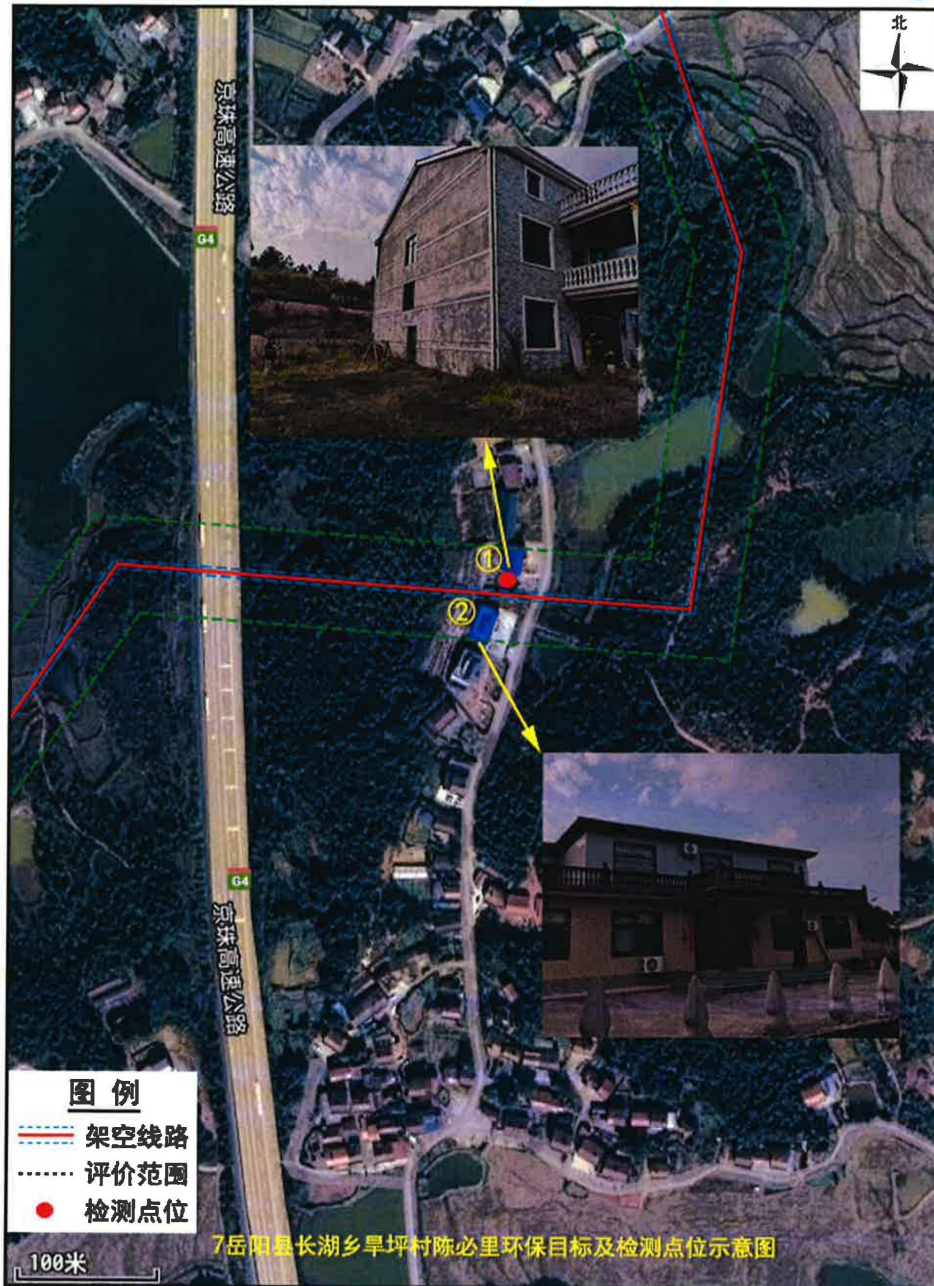 北
京珠高速公路
G4
①
②
G4
京珠高速公路
图 例
架空线路
评价范围
检测点位
100米
7岳阳县长湖乡旱坪村陈必里环保目标及检测点位示意图